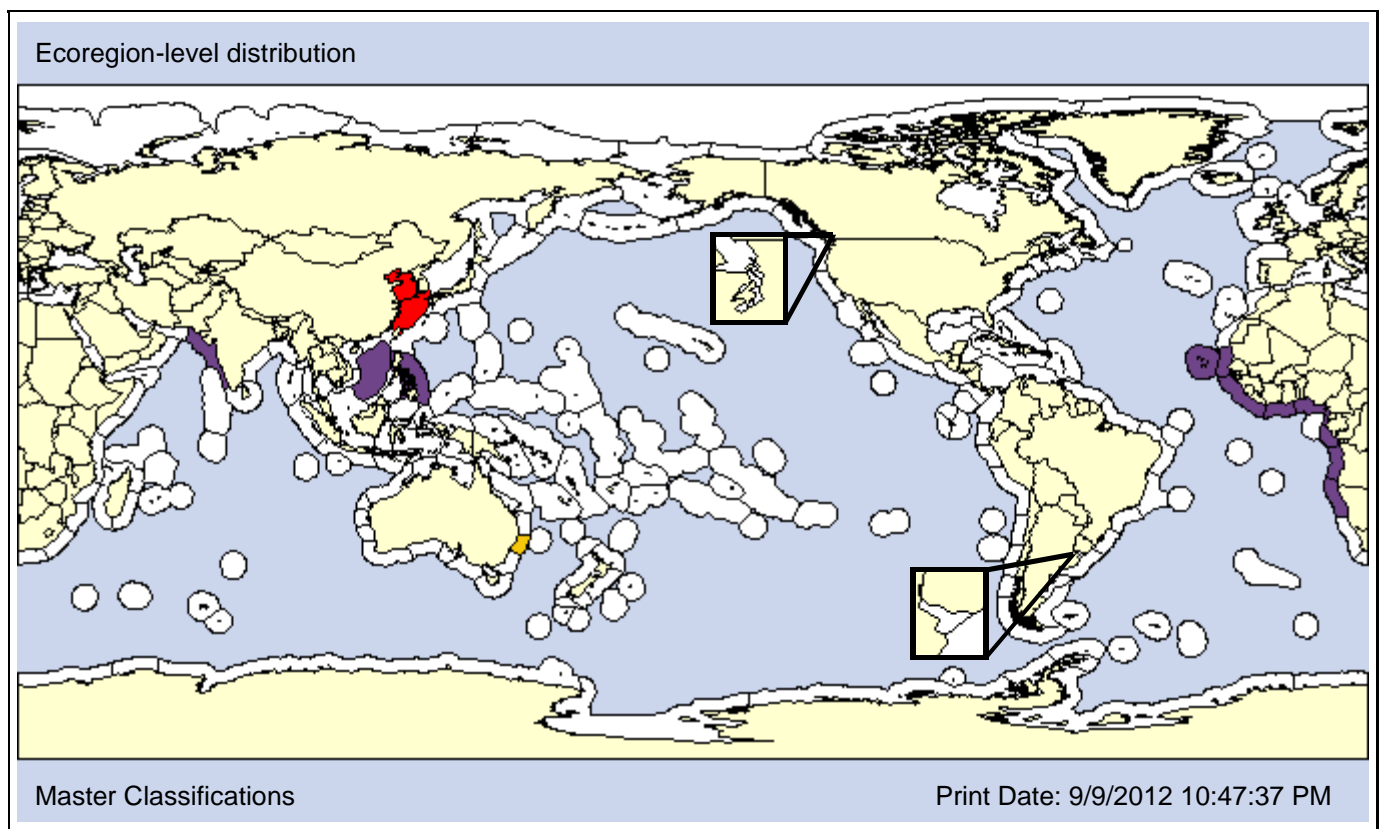 Ecoregion-level distribution
Master Classifications
Print Date: 9/9/2012 10:47:37 PM